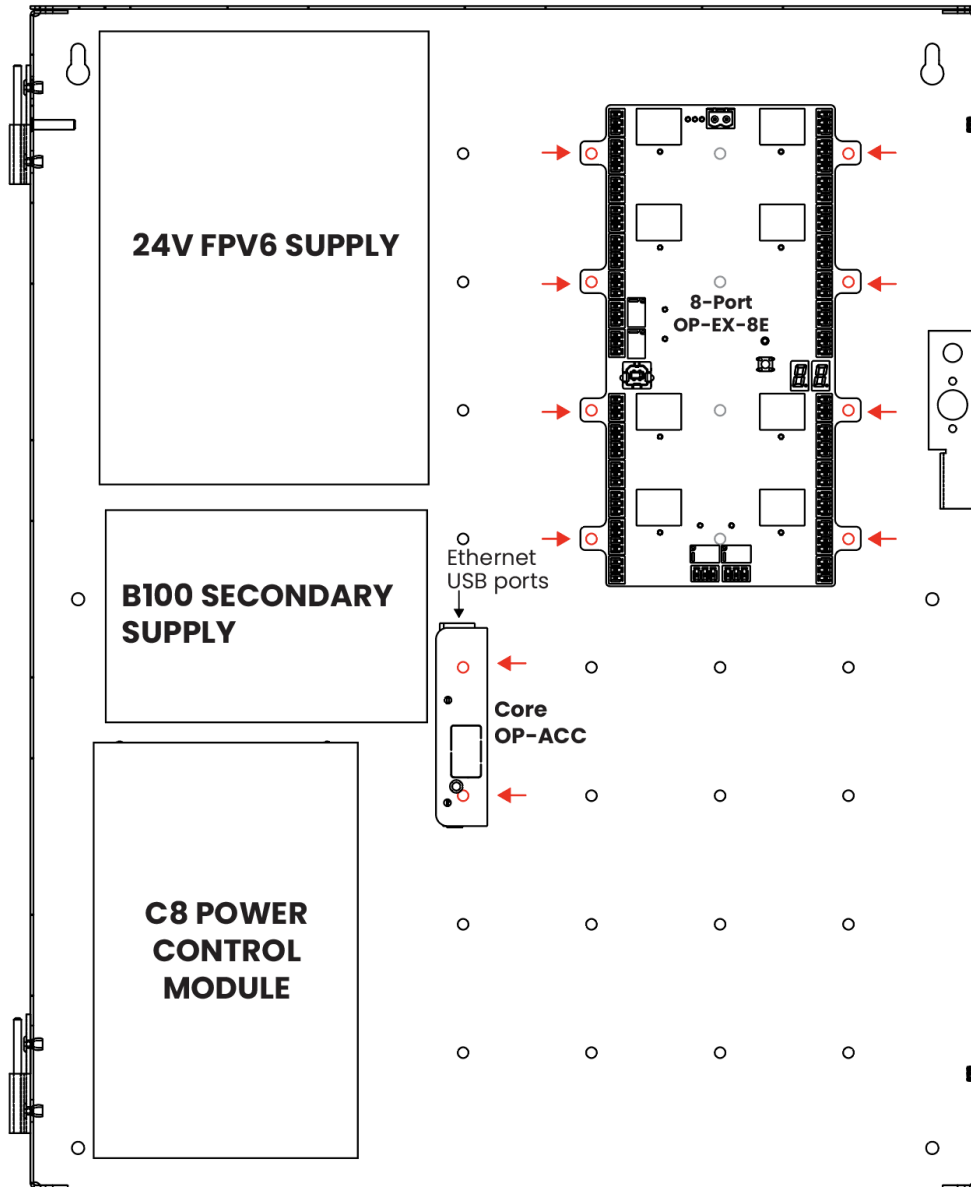 24V FPV6 SUPPLY
8-Port
OP-EX-8E
Ethernet
USB ports
B100 SECONDARY
SUPPLY
Core
OP-ACC
C8 POWER
CONTROL
MODULE